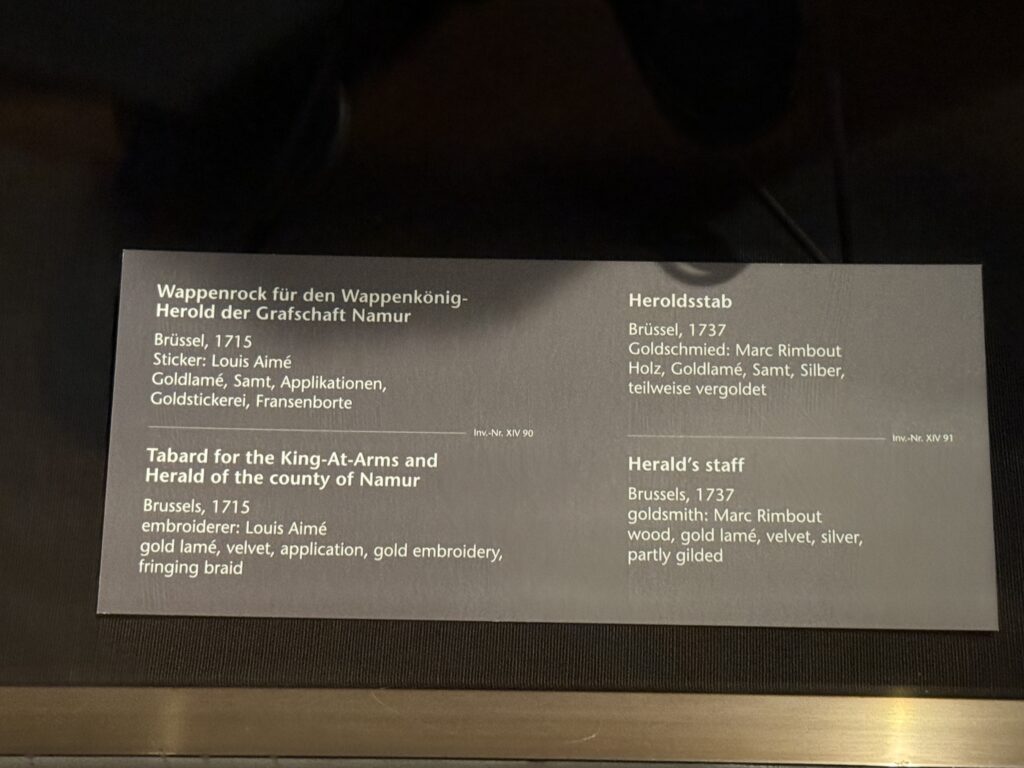 Wappenrock für den Wappenkönig-
Herold der Grafschaft Namur
Brüssel, 1715
Sticker: Louis Aimé
Goldlamé, Samt, Applikationen,
Goldstickerei, Fransenborte
Inv.-Nr. XIV 90
Tabard for the King-At-Arms and
Herald of the county of Namur
Brussels, 1715
embroiderer: Louis Aimé
gold lamé, velvet, application, gold embroidery,
fringing braid
Heroldsstab
Brüssel, 1737
Goldschmied: Marc Rimbout
Holz, Goldlamé, Samt, Silber,
teilweise vergoldet
Inv.-Nr. XIV 91
Herald's staff
Brussels, 1737
goldsmith: Marc Rimbout
wood, gold lamé, velvet, silver,
partly gilded